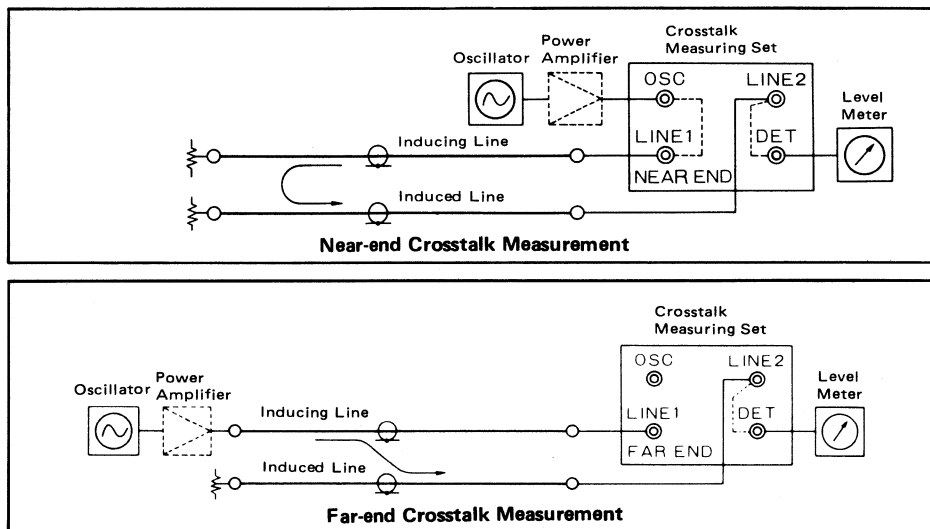 Crosstalk
Measuring Set
Power
Amplifier
Oscillator
OSC
LINE2
Level
Meter
LINE1
DET
NEAR END
Inducing Line
Induced Line
Near-end Crosstalk Measurement
Crosstalk
Measuring Set
OSC
LINE2
Oscillator
Power
Amplifier
Level
Meter
Inducing Line
LINE1
DET
FAR END
Induced Line
Far-end Crosstalk Measurement